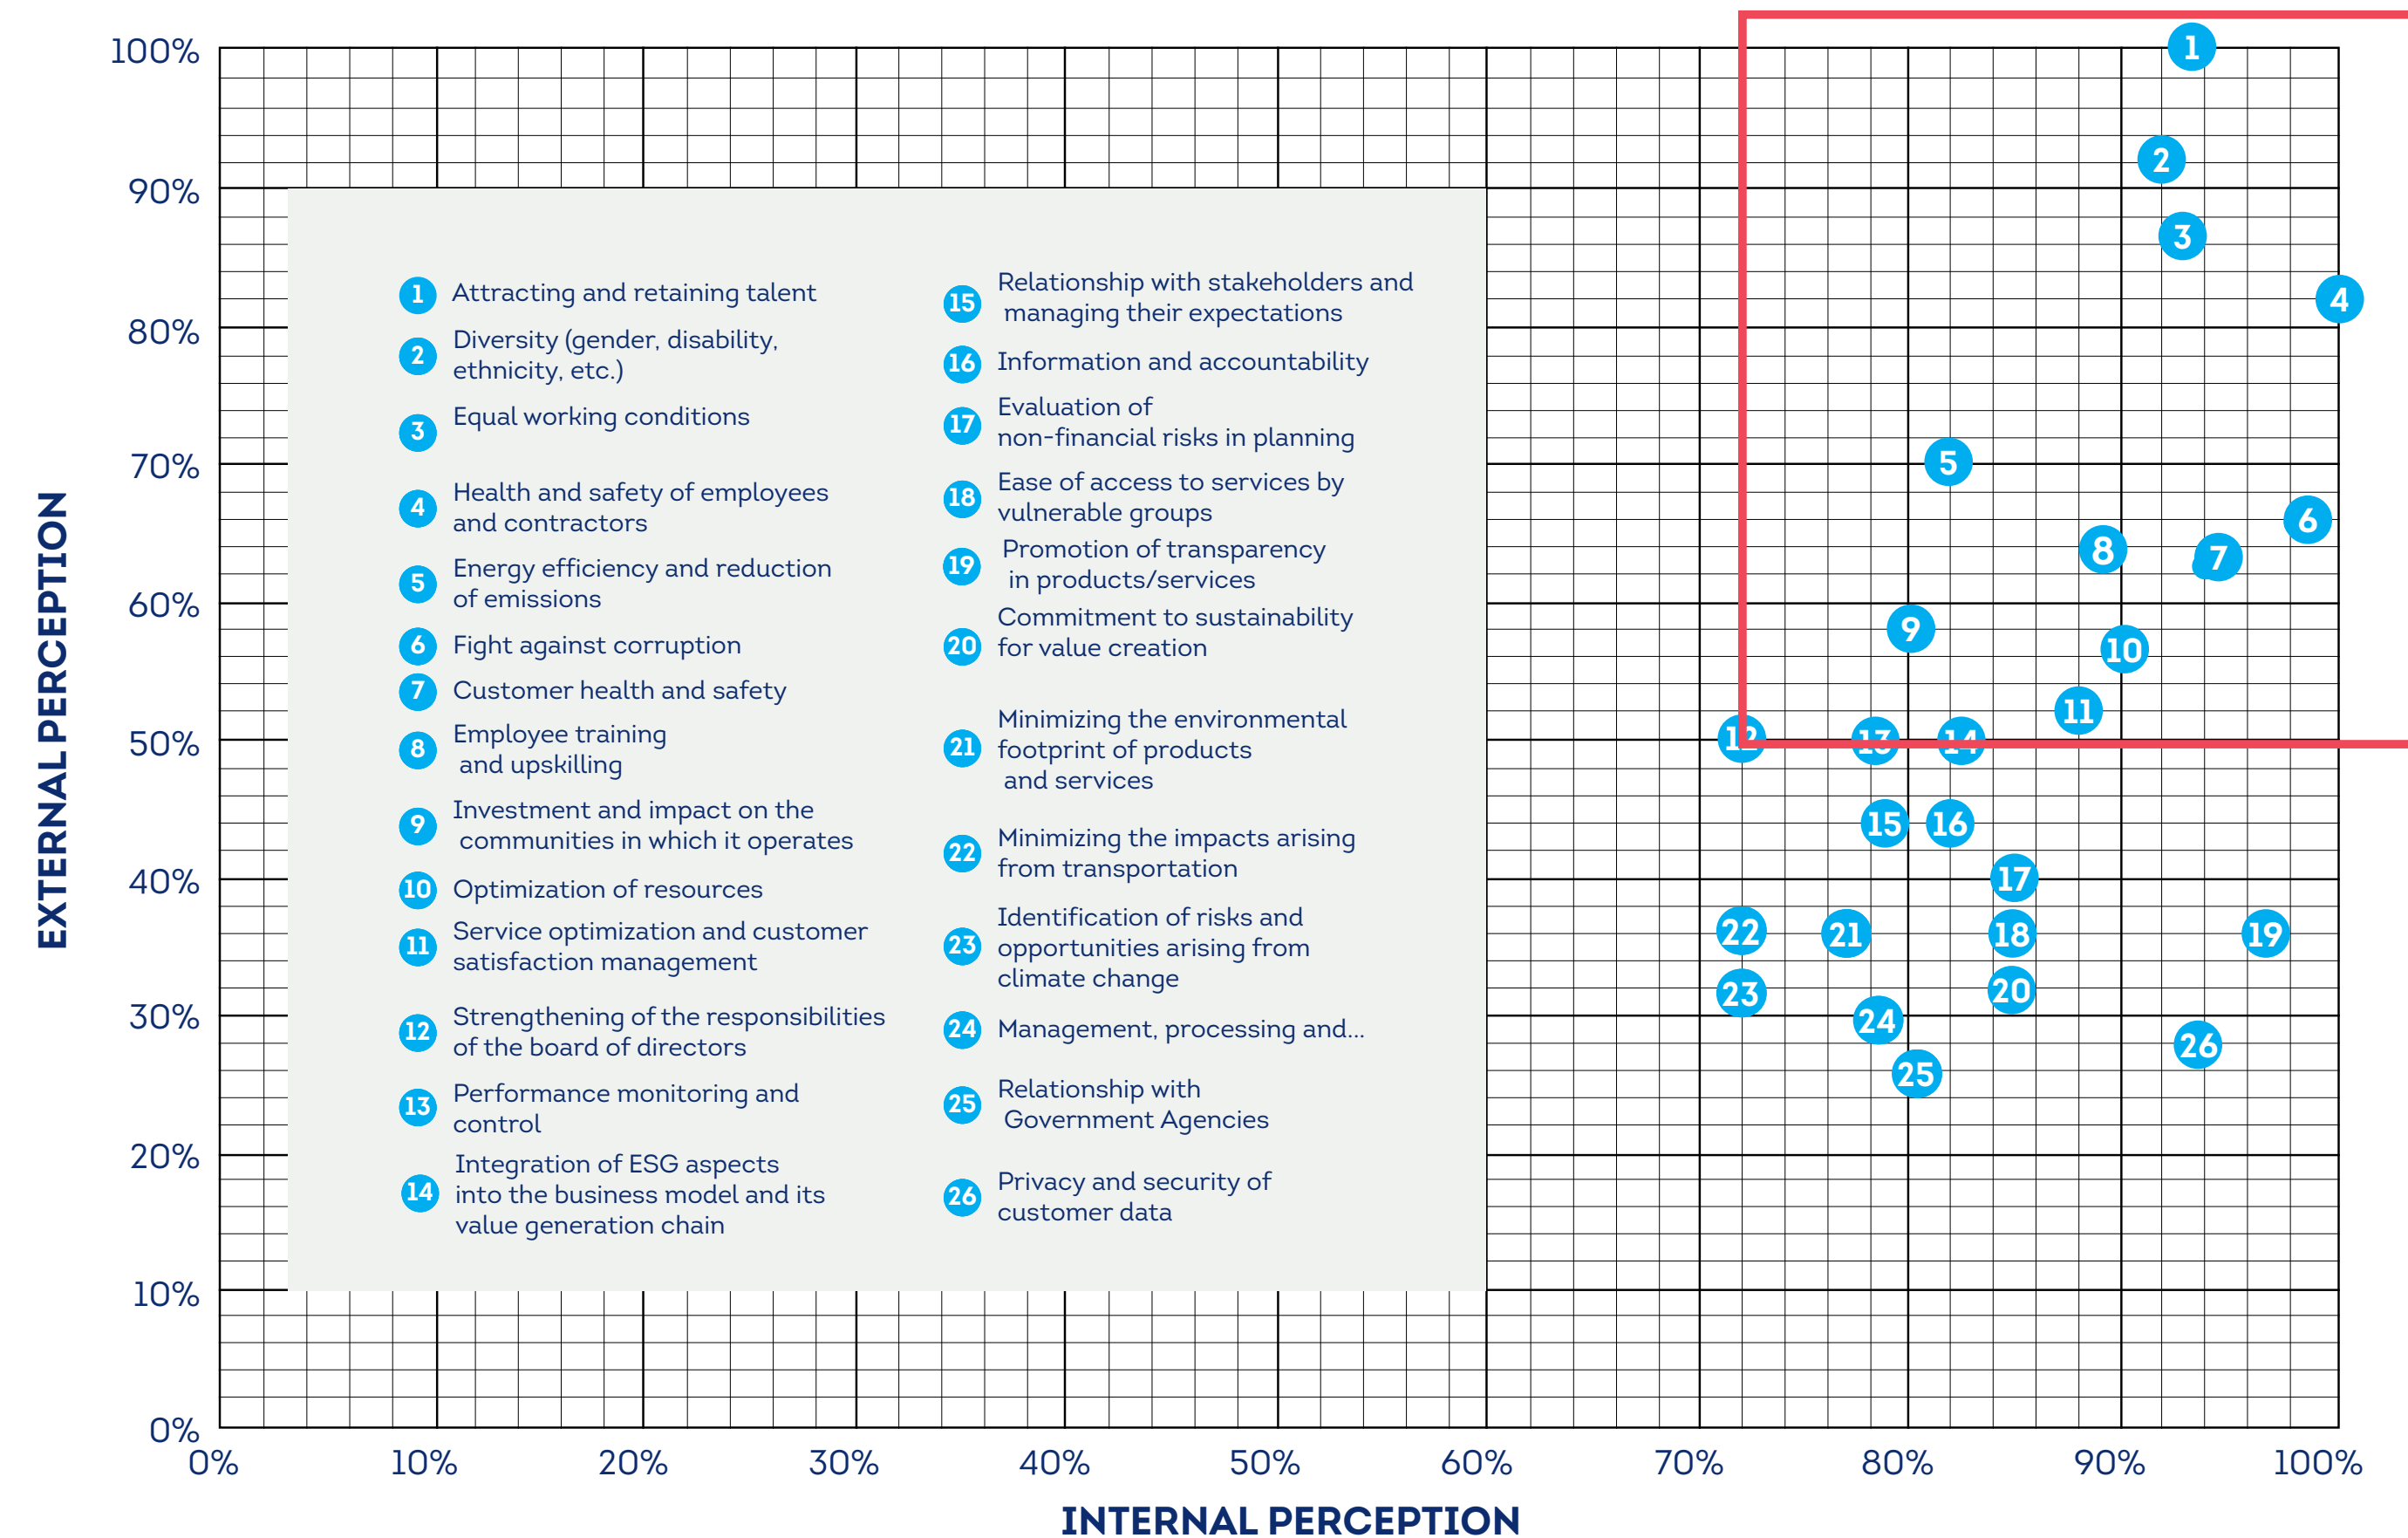 EXTERNAL PERCEPTION
100%
90%
80%
70%
60%
50%
40%
30%
20%
10%
0%
1 Attracting and retaining talent
2 Diversity (gender, disability,
ethnicity, etc.)
3 Equal working conditions
4 Health and safety of employees
and contractors
5 Energy efficiency and reduction
of emissions
6 Fight against corruption
7 Customer health and safety
8 Employee training
and upskilling
9 Investment and impact on the
communities in which it operates
10 Optimization of resources
11 Service optimization and customer
satisfaction management
12 Strengthening of the responsibilities
of the board of directors
13 Performance monitoring and
control
14 Integration of ESG aspects
into the business model and its
value generation chain
15 Relationship with stakeholders and
managing their expectations
16 Information and accountability
17 Evaluation of
non-financial risks in planning
18 Ease of access to services by
vulnerable groups
19 Promotion of transparency
in products/services
20 Commitment to sustainability
for value creation
21 Minimizing the environmental
footprint of products
and services
22 Minimizing the impacts arising
from transportation
23 Identification of risks and
opportunities arising from
climate change
24 Management, processing and...
25 Relationship with
Government Agencies
26 Privacy and security of
customer data
1
2
3
4
5
6
8
7
9
10
11
12
13
14
15
16
17
22
21
18
19
23
20
24
26
25
0%
10%
20%
30%
40%
50%
60%
70%
80%
90%
100%
INTERNAL PERCEPTION